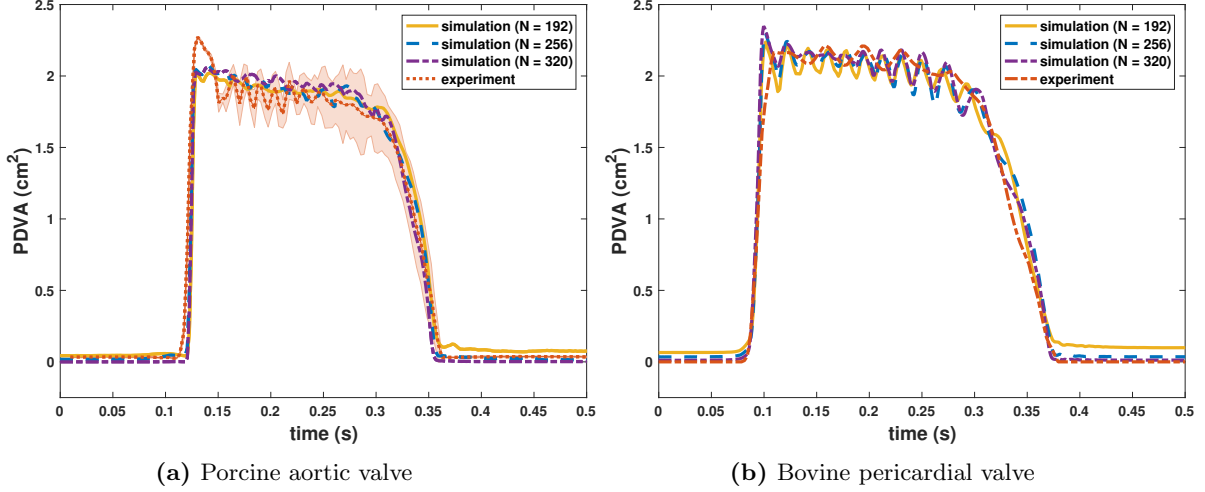 simulation (N = 192)
simulation (N = 256)
simulation (N = 320)
experiment
2.5
2
1.5
1
0.5
0
PDVA (cm²)
0 0.05 0.1 0.15 0.2 0.25 0.3 0.35 0.4 0.45 0.5
time (s)
(a) Porcine aortic valve
simulation (N = 192)
simulation (N = 256)
simulation (N = 320)
experiment
2.5
2
1.5
1
0.5
0
PDVA (cm²)
0 0.05 0.1 0.15 0.2 0.25 0.3 0.35 0.4 0.45 0.5
time (s)
(b) Bovine pericardial valve